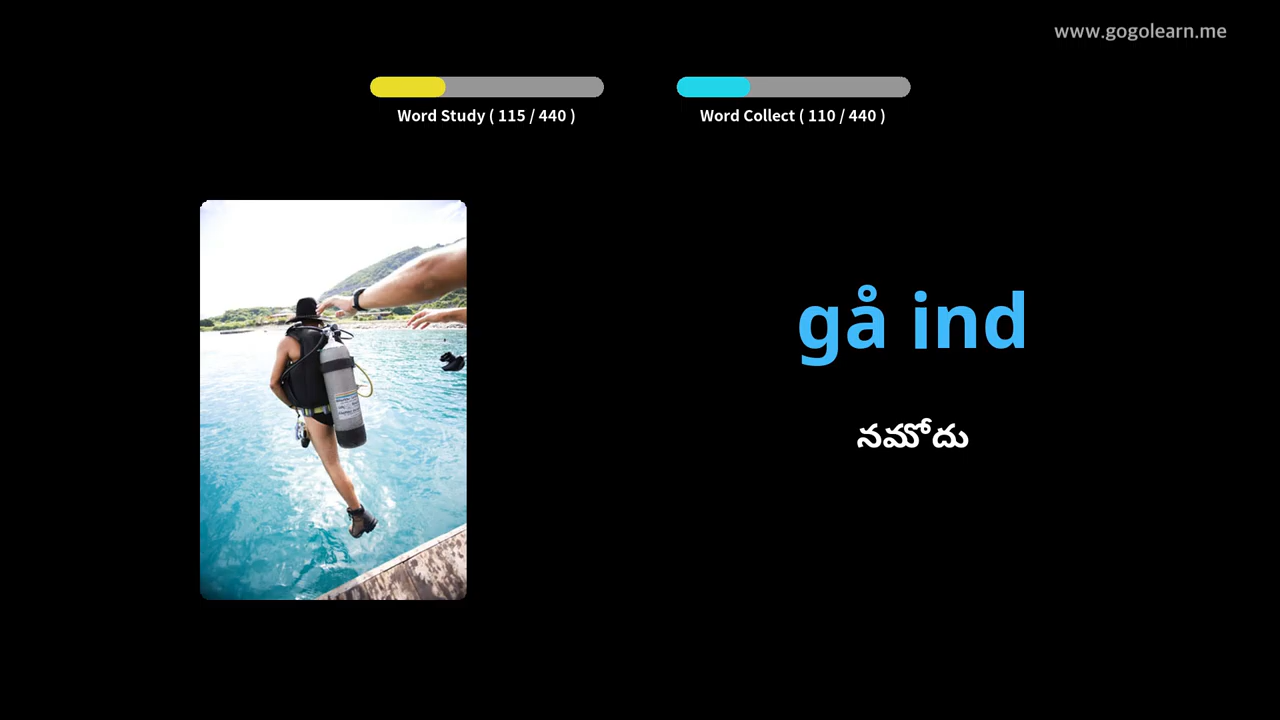 www.gogolearn.me
Word Study ( 115 / 440 )
Word Collect ( 110 / 440 )
gå ind
నమోదు